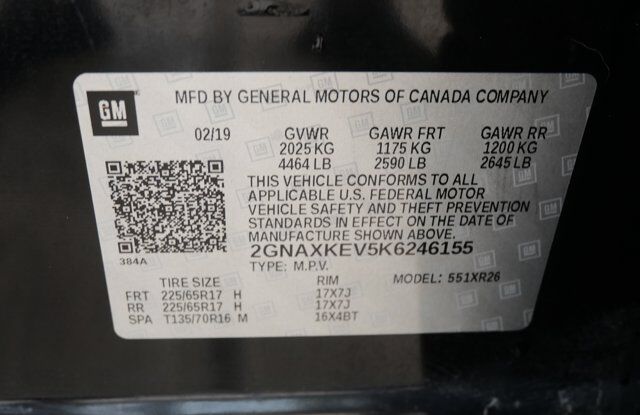 GM MFD BY GENERAL MOTORS OF CANADA COMPANY
02/19 GVWR GAWR FRT GAWR RR
2025 KG 1175 KG 1200 KG
4464 LB 2590 LB 2645 LB
THIS VEHICLE CONFORMS TO ALL
APPLICABLE U.S. FEDERAL MOTOR
VEHICLE SAFETY AND THEFT PREVENTION
STANDARDS IN EFFECT ON THE DATE OF
MANUFACTURE SHOWN ABOVE.
384A 2GNAXKEV5K6246155
TYPE: M.P.V. MODEL: 551XR26
TIRE SIZE RIM
FRT 225/65R17 H 17X7J
RR 225/65R17 H 17X7J
SPA T135/70R16 M 16X4BT